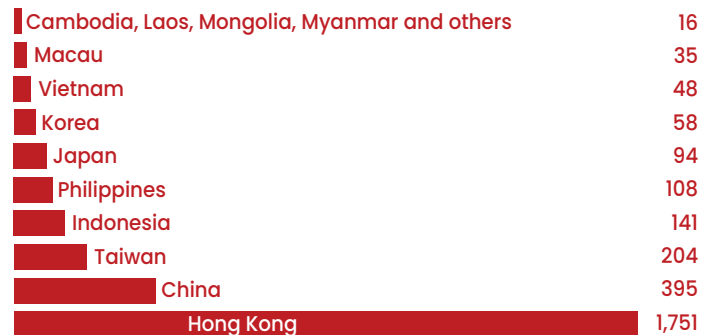 Cambodia, Laos, Mongolia, Myanmar and others 16
Macau 35
Vietnam 48
Korea 58
Japan 94
Philippines 108
Indonesia 141
Taiwan 204
China 395
Hong Kong 1,751